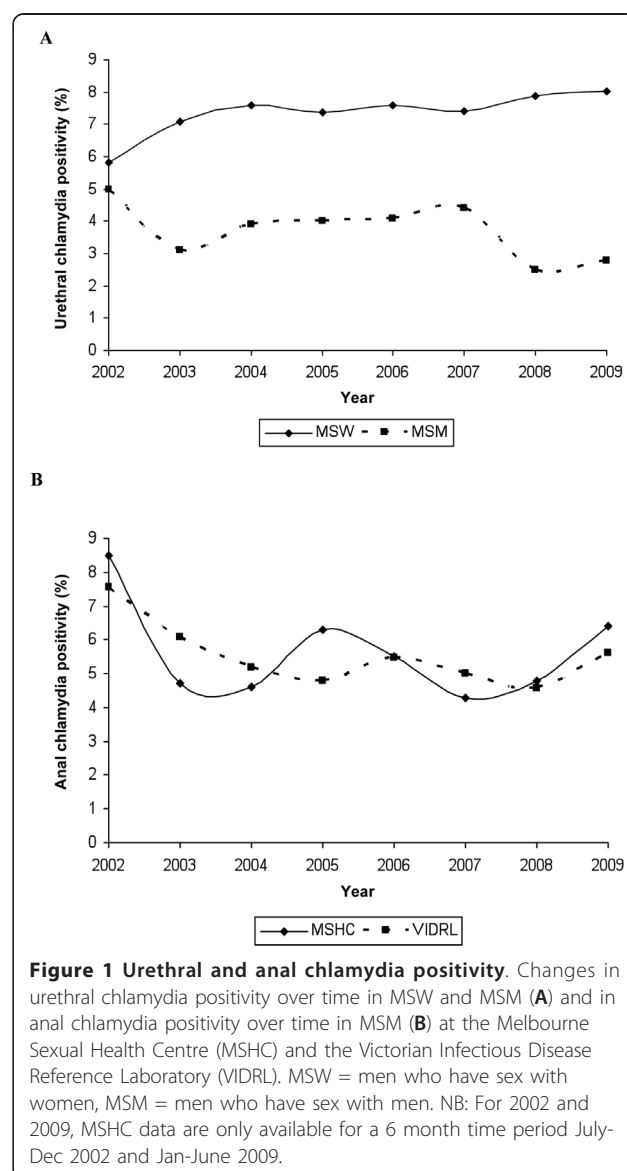 A
9
8
7
6
5
4
3
2
1
0
Urethral chlamydia positivity (%)
2002 2003 2004 2005 2006 2007 2008 2009
Year
MSW MSM
B
9
8
7
6
5
4
3
2
1
0
Anal chlamydia positivity (%)
2002 2003 2004 2005 2006 2007 2008 2009
Year
MSHC VIDRL
Figure 1 Urethral and anal chlamydia positivity. Changes in
urethral chlamydia positivity over time in MSW and MSM (A) and in
anal chlamydia positivity over time in MSM (B) at the Melbourne
Sexual Health Centre (MSHC) and the Victorian Infectious Disease
Reference Laboratory (VIDRL). MSW = men who have sex with
women, MSM = men who have sex with men. NB: For 2002 and
2009, MSHC data are only available for a 6 month time period July-
Dec 2002 and Jan-June 2009.